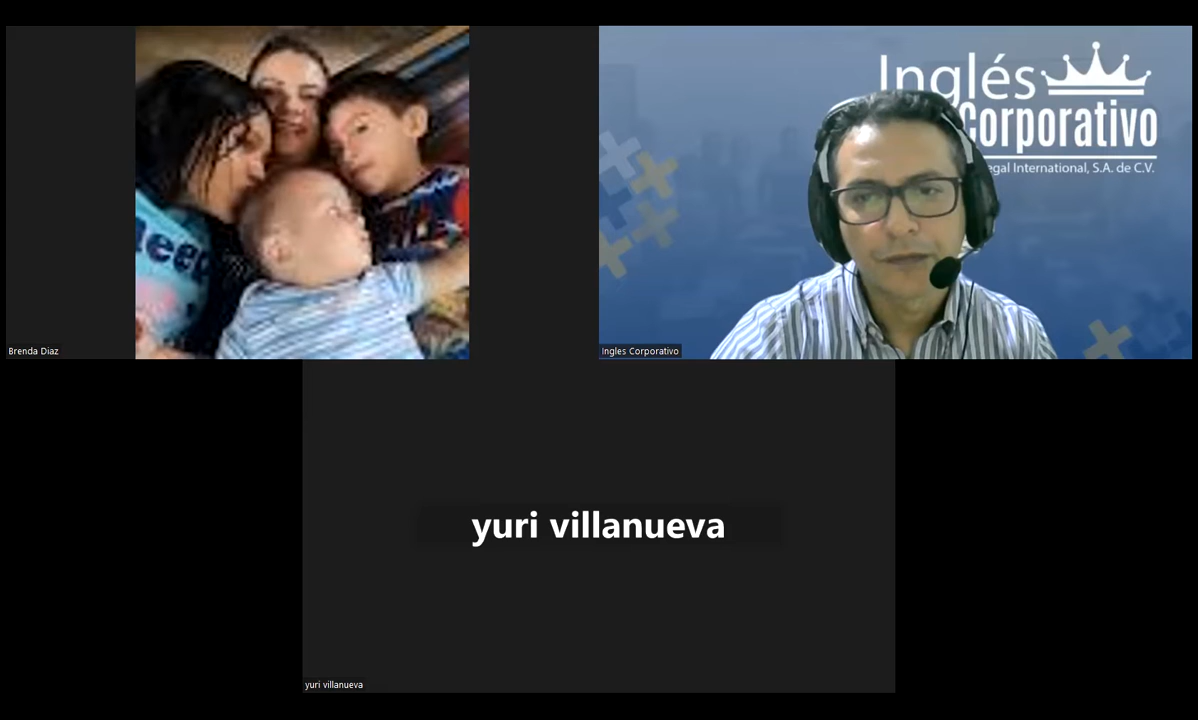 Inglés
Corporativo
egal International, S.A. de C.V.
Brenda Diaz
Ingles Corporativo
yuri villanueva
yuri villanueva